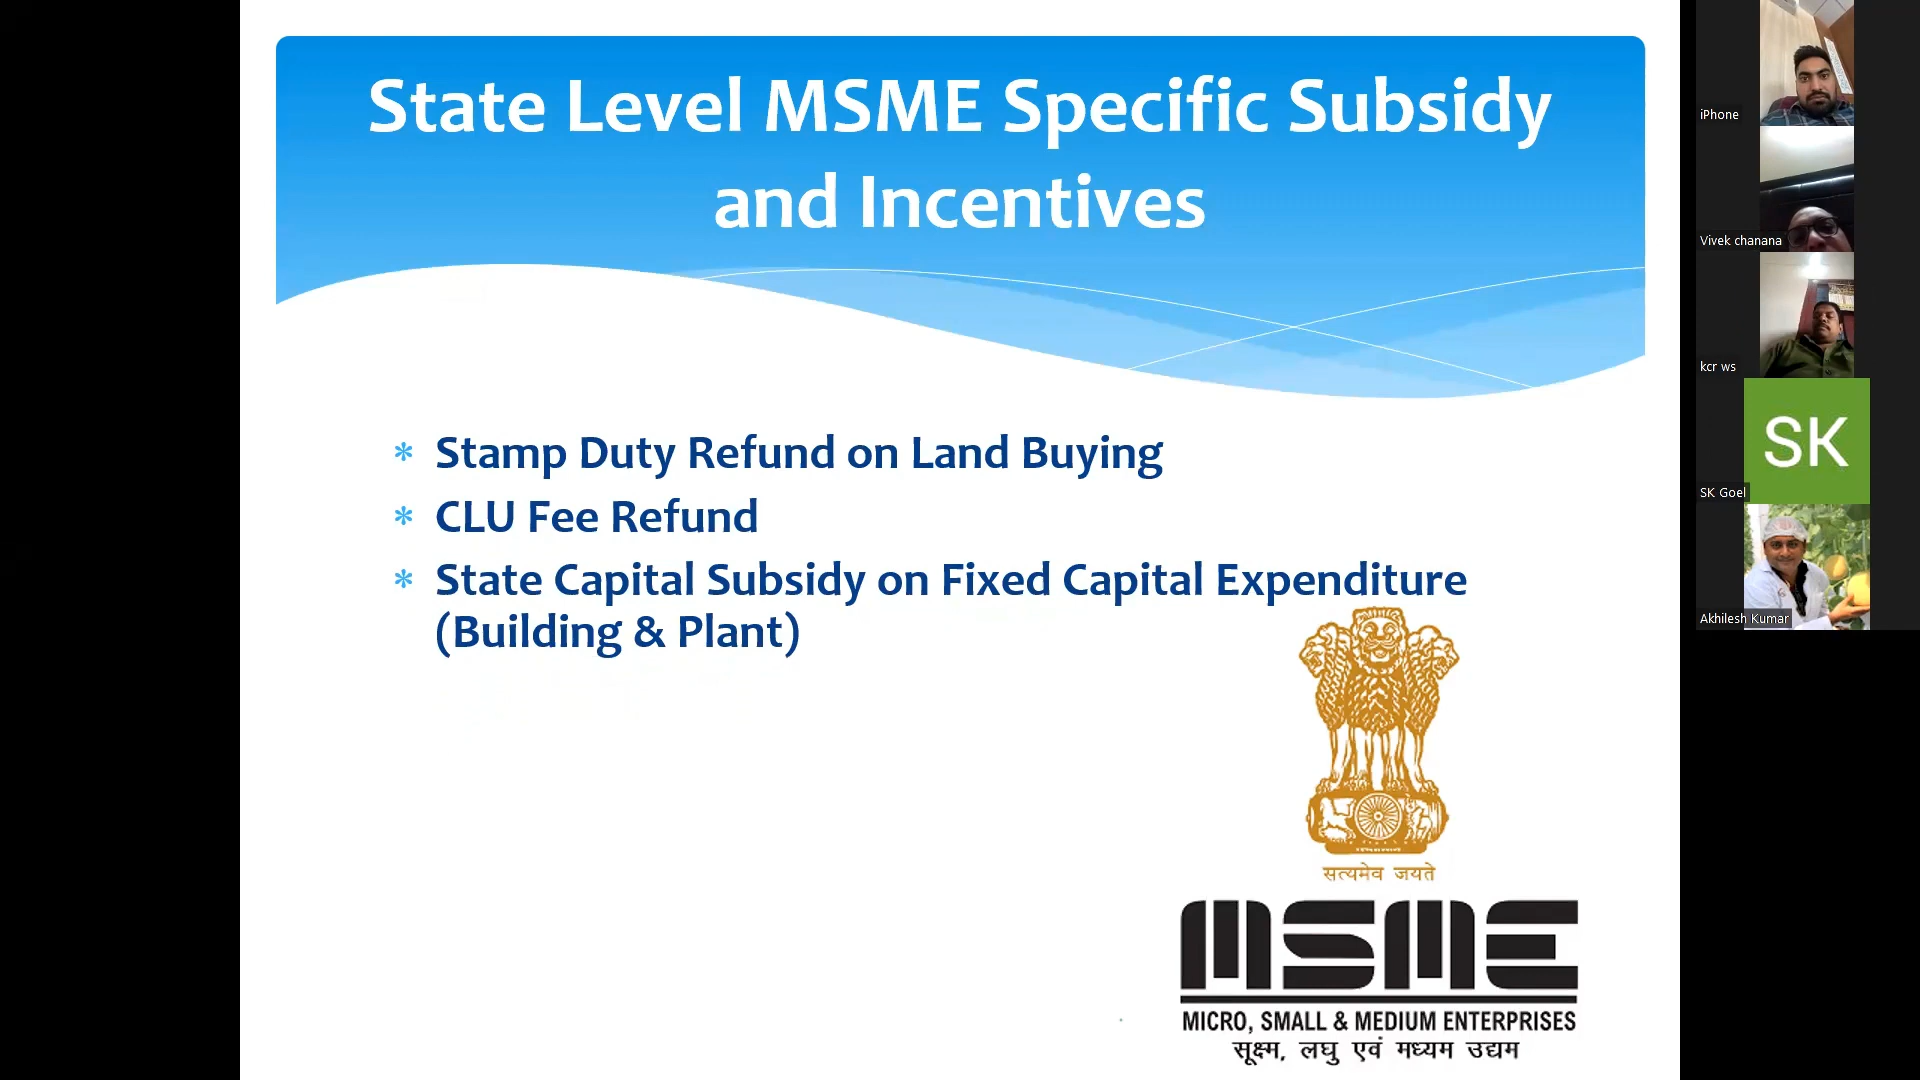 State Level MSME Specific Subsidy
and Incentives
* Stamp Duty Refund on Land Buying
* CLU Fee Refund
* State Capital Subsidy on Fixed Capital Expenditure
(Building & Plant)
सत्यमेव जयते
MSME
MICRO, SMALL & MEDIUM ENTERPRISES
सूक्ष्म, लघु एवं मध्यम उद्यम
iPhone
Vivek chanana
kcr ws
SK
SK Goel
Akhilesh Kumar